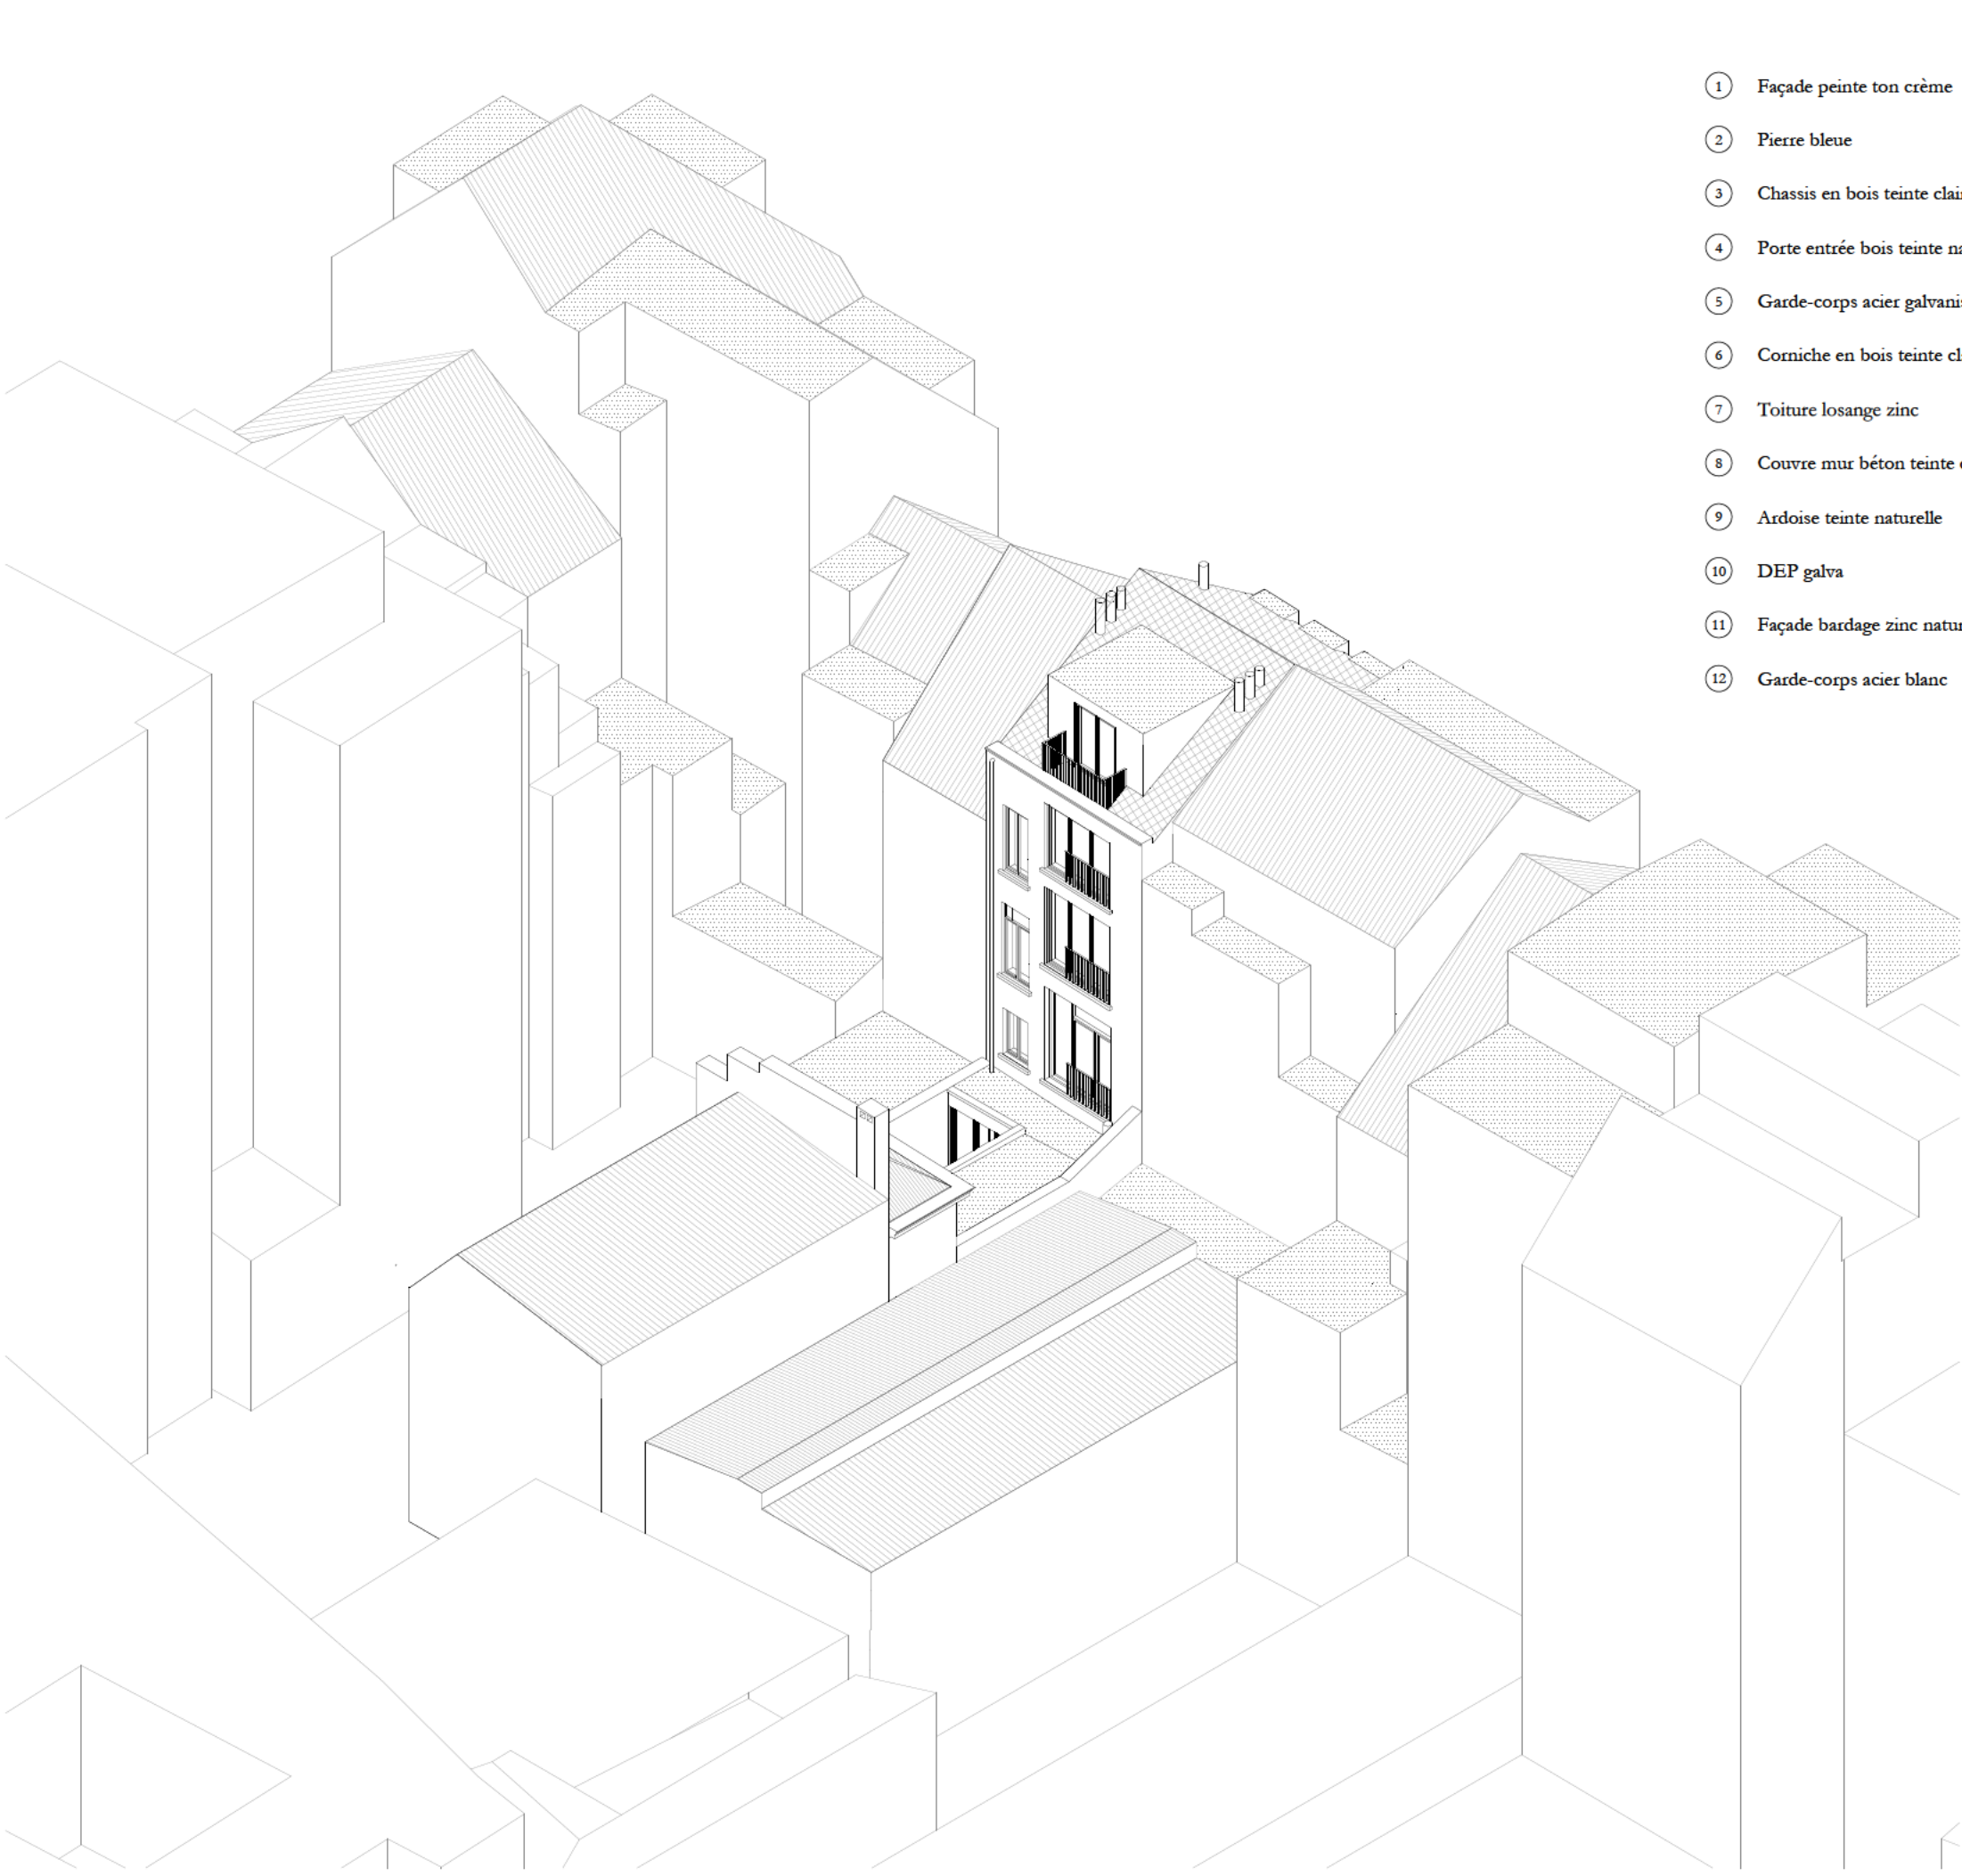 1 Façade peinte ton crème
2 Pierre bleue
3 Chassis en bois teinte
4 Porte entrée bois teinte
5 Garde-corps acier
6 Corniche en bois teinte
7 Toiture losange zinc
8 Couvre mur béton teinte
9 Ardoise teinte naturelle
10 DEP galva
11 Façade bardage zinc
12 Garde-corps acier blanc